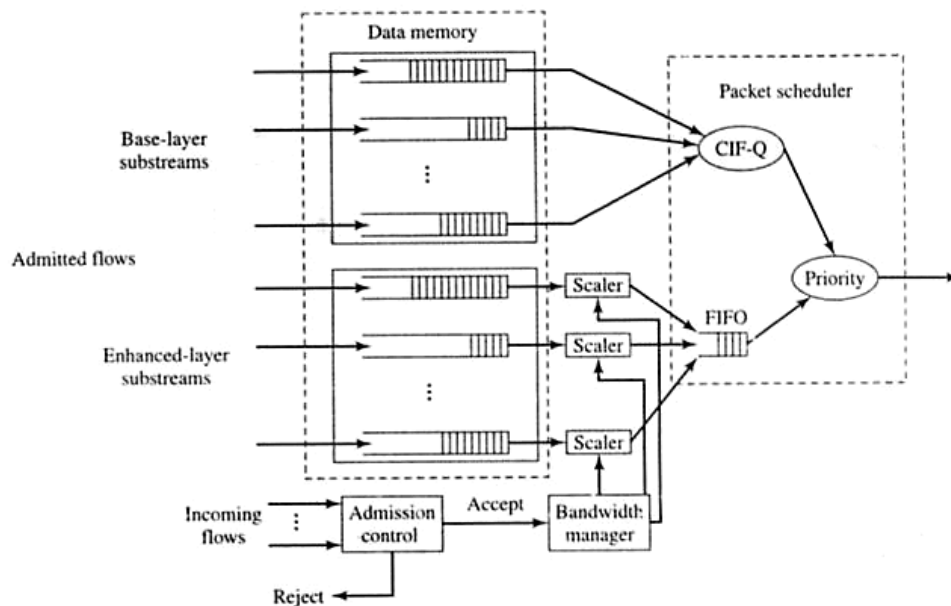 Data memory
Packet scheduler
Base-layer
substreams
CIF-Q
Admitted flows
Priority
Scaler
FIFO
Enhanced-layer
substreams
Scaler
Scaler
Incoming
flows
Admission
control
Accept
Bandwidth
manager
Reject